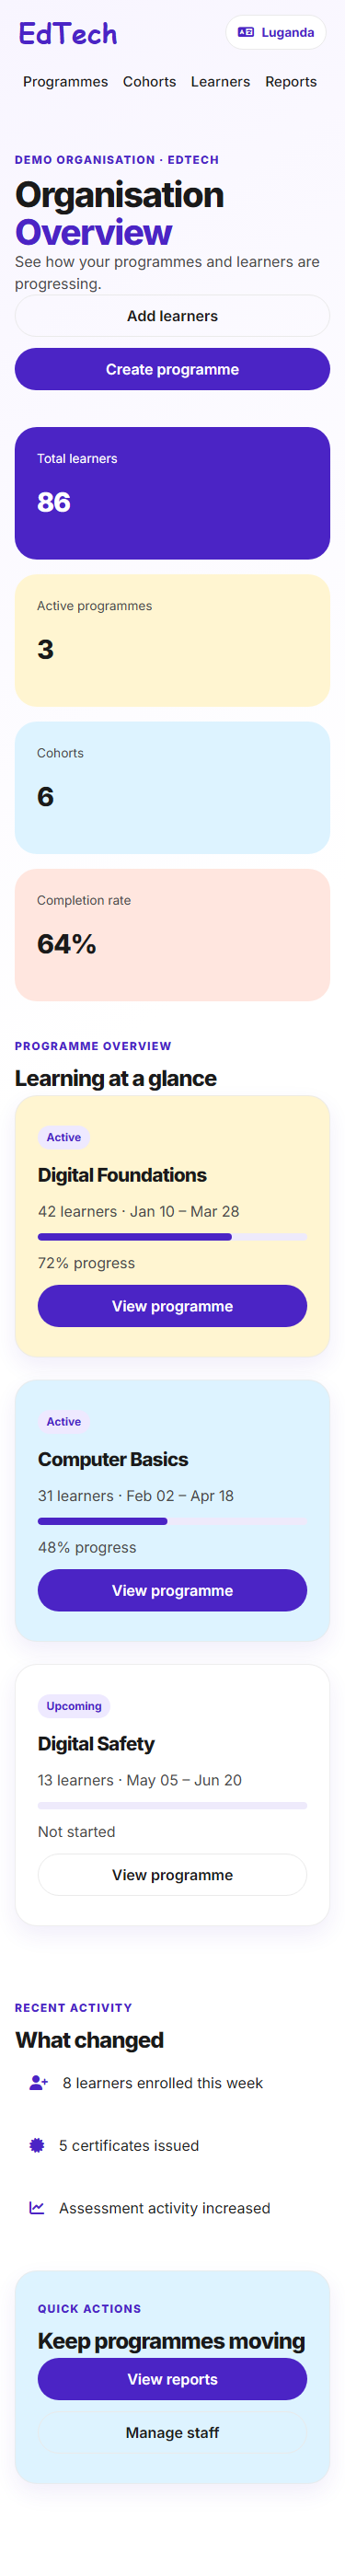 EdTech
Luganda
Programmes Cohorts Learners Reports
DEMO ORGANISATION · EDTECH
Organisation
Overview
See how your programmes and learners are
progressing.
Add learners
Create programme
Total learners
86
Active programmes
3
Cohorts
6
Completion rate
64%
PROGRAMME OVERVIEW
Learning at a glance
Active
Digital Foundations
42 learners · Jan 10 – Mar 28
72% progress
View programme
Active
Computer Basics
31 learners · Feb 02 – Apr 18
48% progress
View programme
Upcoming
Digital Safety
13 learners · May 05 – Jun 20
Not started
View programme
RECENT ACTIVITY
What changed
8 learners enrolled this week
5 certificates issued
Assessment activity increased
QUICK ACTIONS
Keep programmes moving
View reports
Manage staff